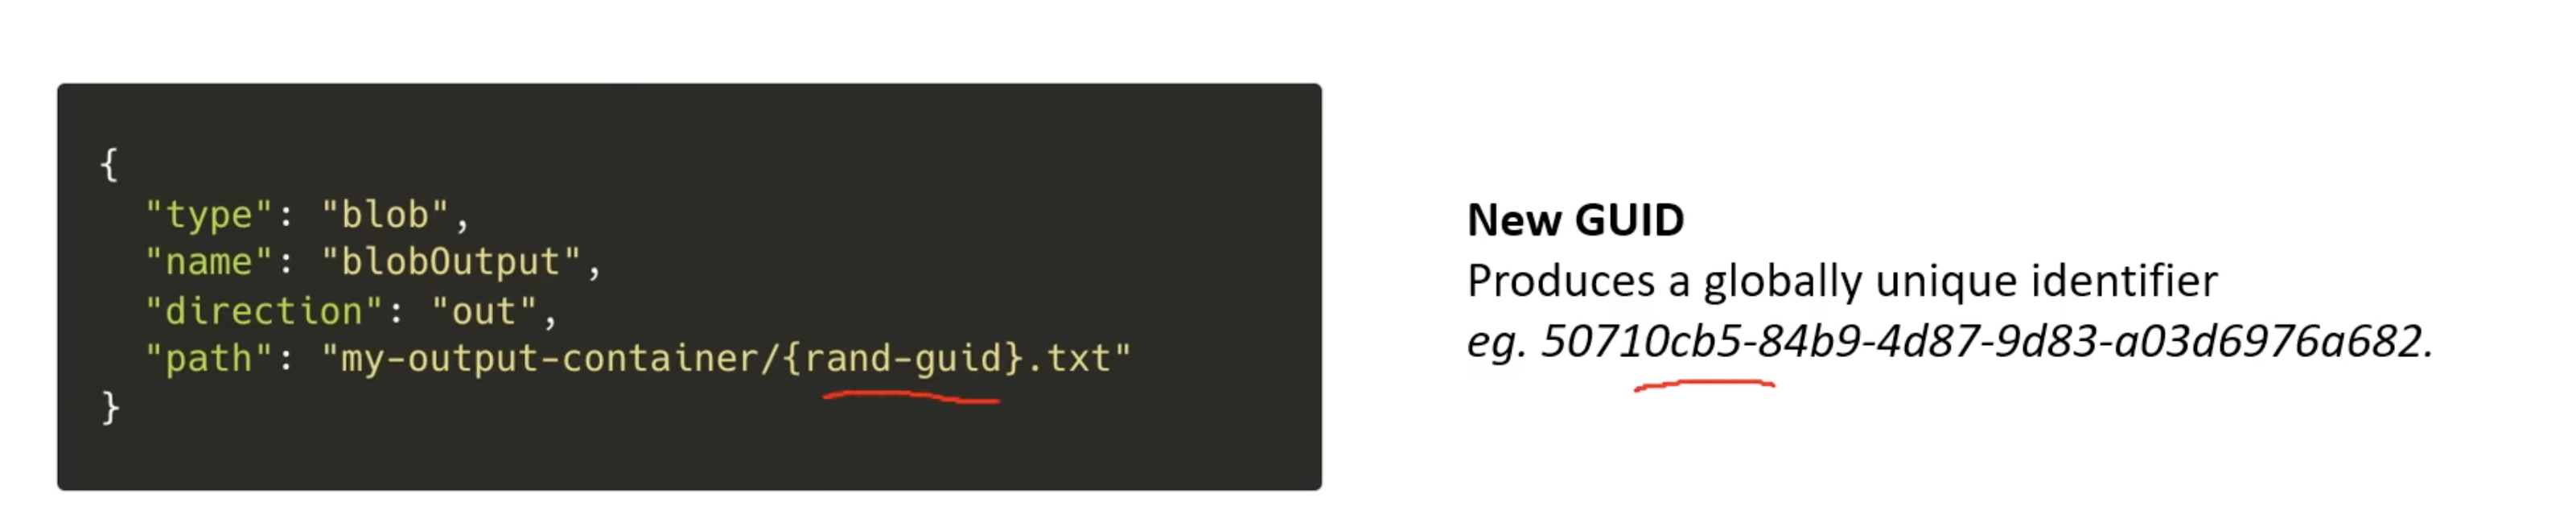 {
"type": "blob",
"name": "blobOutput",
"direction": "out",
"path": "my-output-container/{rand-guid}.txt"
}
New GUID
Produces a globally unique identifier
eg. 50710cb5-84b9-4d87-9d83-a03d6976a682.